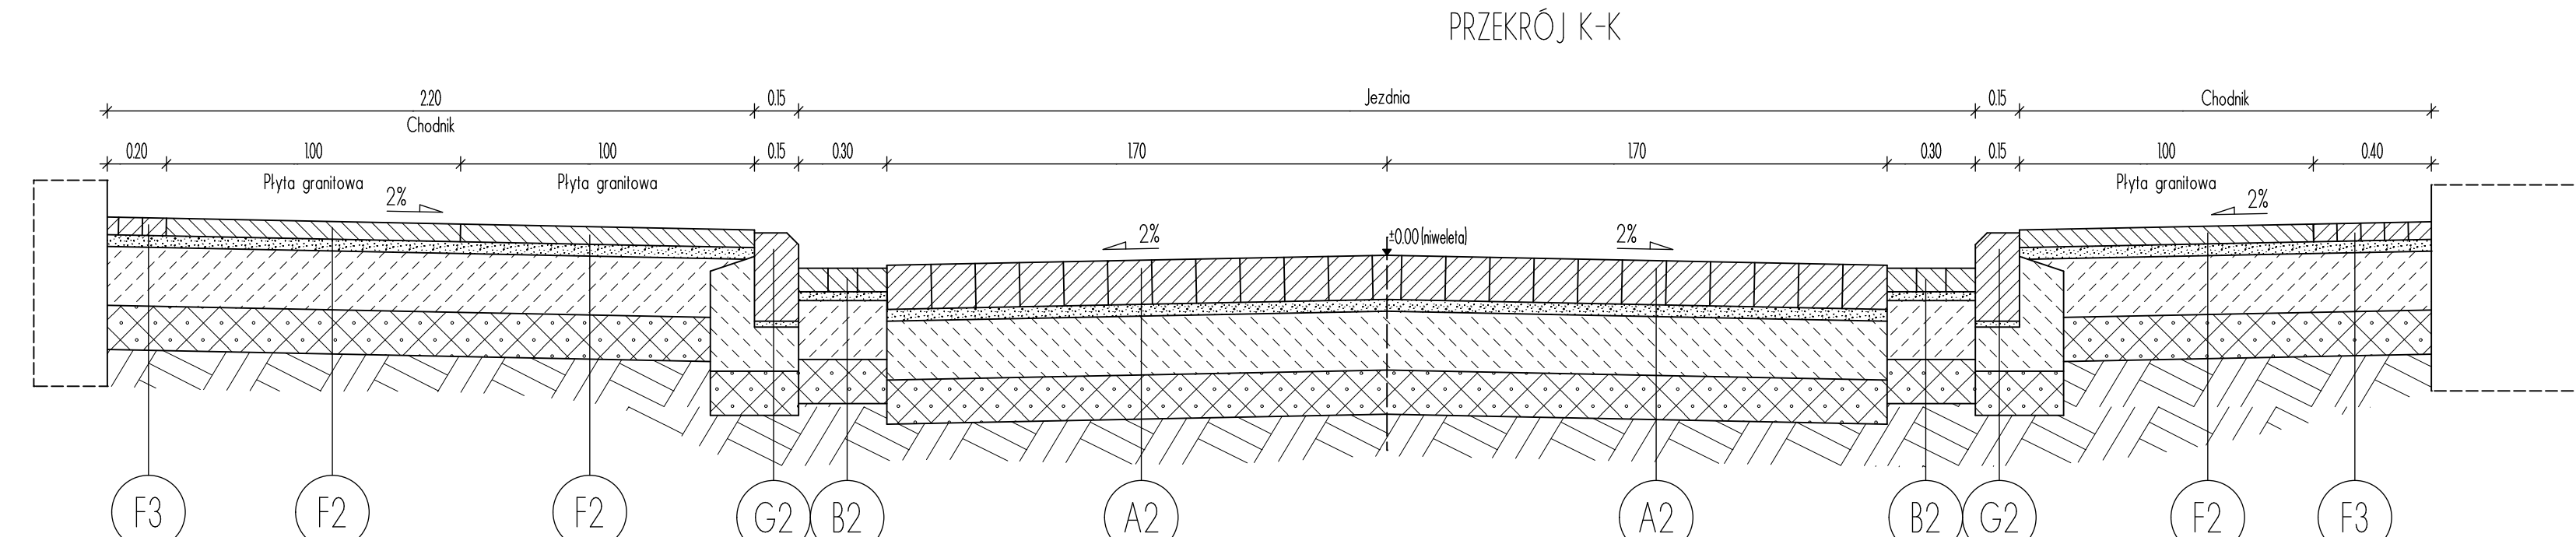 PRZEKRÓJ K-K
2.20 0.15 Jezdnia 0.15 Chodnik
Chodnik
0.20 1.00 1.00 0.15 0.30 1.70 1.70 0.30 0.15 1.00 0.40
Płyta granitowa Płyta granitowa Płyta granitowa
2% 2%
2% ±0.00 (niweleta) 2%
F3 F2 F2 G2 B2 A2 A2 B2 G2 F2 F3